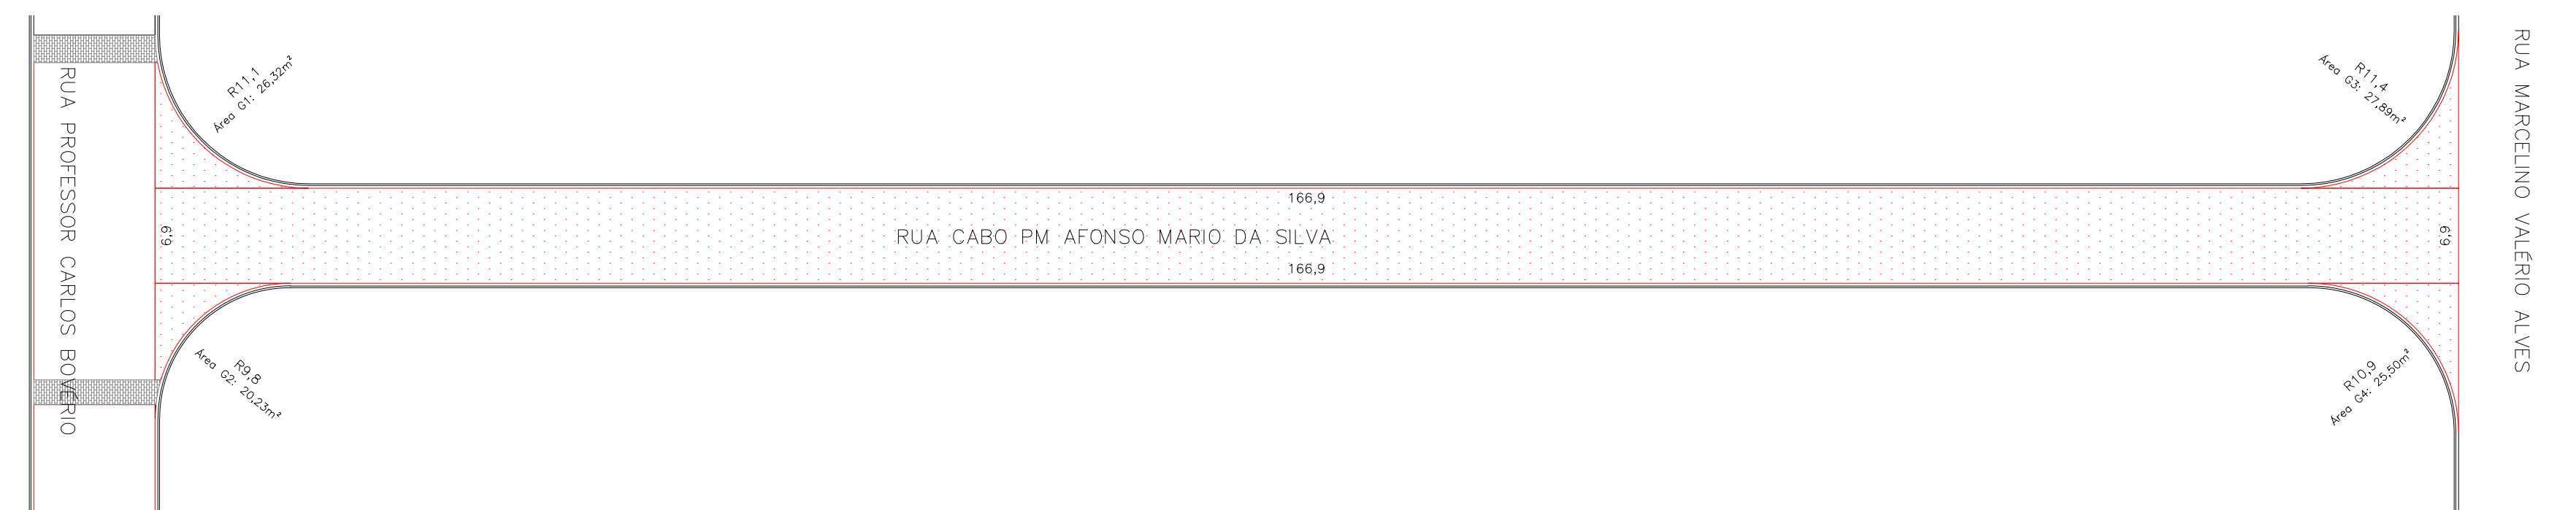 RUA PROFESSOR CARLOS BOVÉRIO
R11,1
Área G1: 26,32m²
6,9
R9,8
Área G2: 20,23m²
166,9
RUA CABO PM AFONSO MARIO DA SILVA
166,9
R11,4
Área G3: 27,89m²
6,9
R10,9
Área G4: 25,50m²
RUA MARCELINO VALÉRIO ALVES